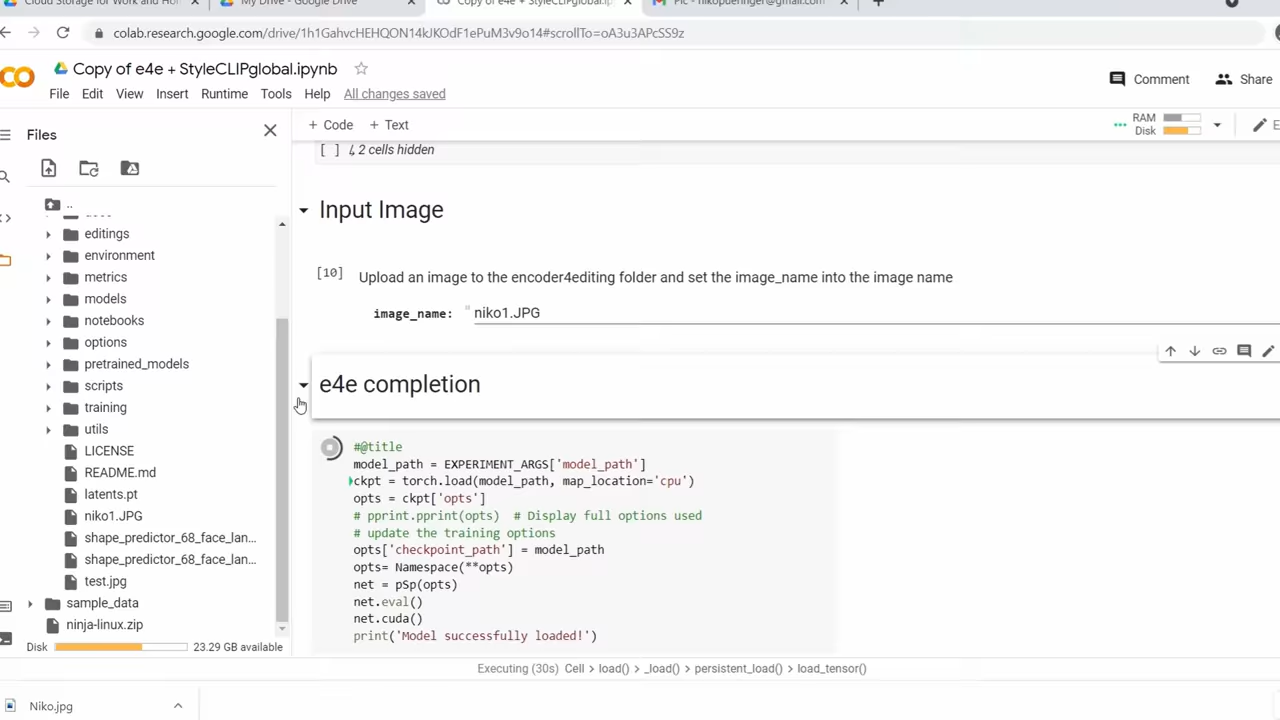 Cloud Storage for Work and Hom
My Drive - Google Drive
Copy of e4e + StyleCLIPglobal.ip
Pic - nikopueringer@gmail.com
colab.research.google.com/drive/1h1GahvcHEHQON14kJKOdF1ePuM3v9o14#scrollTo=oA3u3APcSS9z
Copy of e4e + StyleCLIPglobal.ipynb
Comment
Share
File Edit View Insert Runtime Tools Help All changes saved
Files
+ Code + Text
RAM
Disk
E
[ ] ↳ 2 cells hidden
..
editings
environment
metrics
models
notebooks
options
pretrained_models
scripts
training
utils
LICENSE
README.md
latents.pt
niko1.JPG
shape_predictor_68_face_lan...
shape_predictor_68_face_lan...
test.jpg
sample_data
ninja-linux.zip
Disk 23.29 GB available
Input Image
[10] Upload an image to the encoder4editing folder and set the image_name into the image name
image_name: " niko1.JPG
e4e completion
#@title
model_path = EXPERIMENT_ARGS['model_path']
ckpt = torch.load(model_path, map_location='cpu')
opts = ckpt['opts']
# pprint.pprint(opts) # Display full options used
# update the training options
opts['checkpoint_path'] = model_path
opts= Namespace(**opts)
net = pSp(opts)
net.eval()
net.cuda()
print('Model successfully loaded!')
Executing (30s) Cell > load() > _load() > persistent_load() > load_tensor()
Niko.jpg